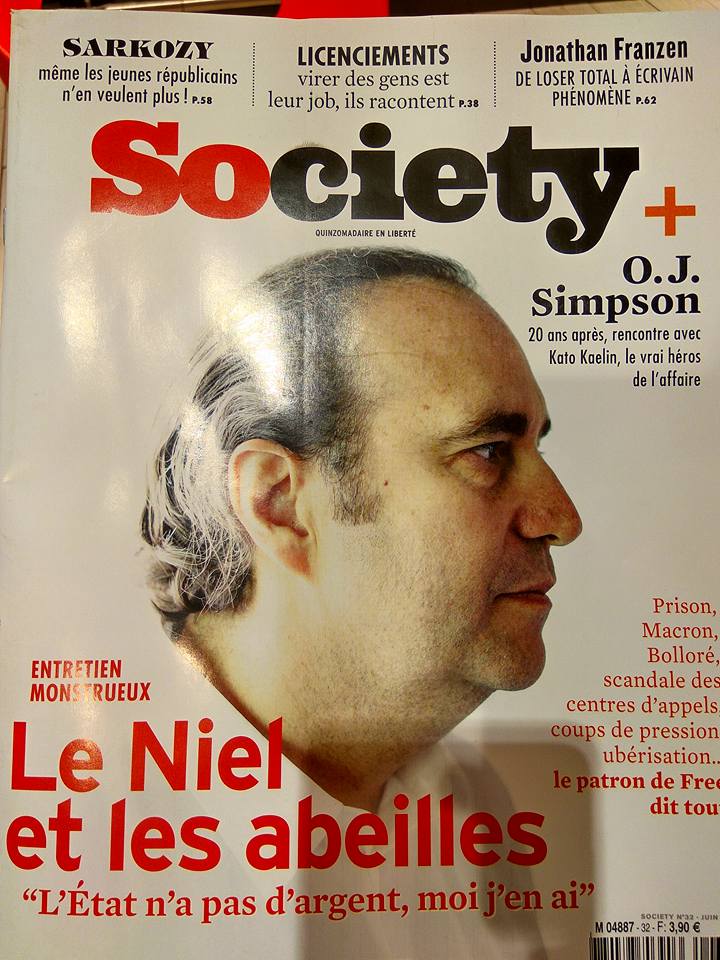 SARKOZY
même les jeunes républicains
n'en veulent plus ! P.58
LICENCIEMENTS
virer des gens est
leur job, ils racontent P.38
Jonathan Franzen
DE LOSER TOTAL À ÉCRIVAIN
PHÉNOMÈNE P.62
Society
QUINZOMADAIRE EN LIBERTÉ
+
O.J.
Simpson
20 ans après, rencontre avec
Kato Kaelin, le vrai héros
de l'affaire
Prison,
Macron,
Bolloré,
scandale des
centres d'appels,
coups de pression,
ubérisation...
le patron de Free
dit tout
ENTRETIEN
MONSTRUEUX
Le Niel
et les abeilles
“L'État n'a pas d'argent, moi j'en ai”
SOCIETY N°32 - JUIN
M 04887 - 32 - F: 3,90 €